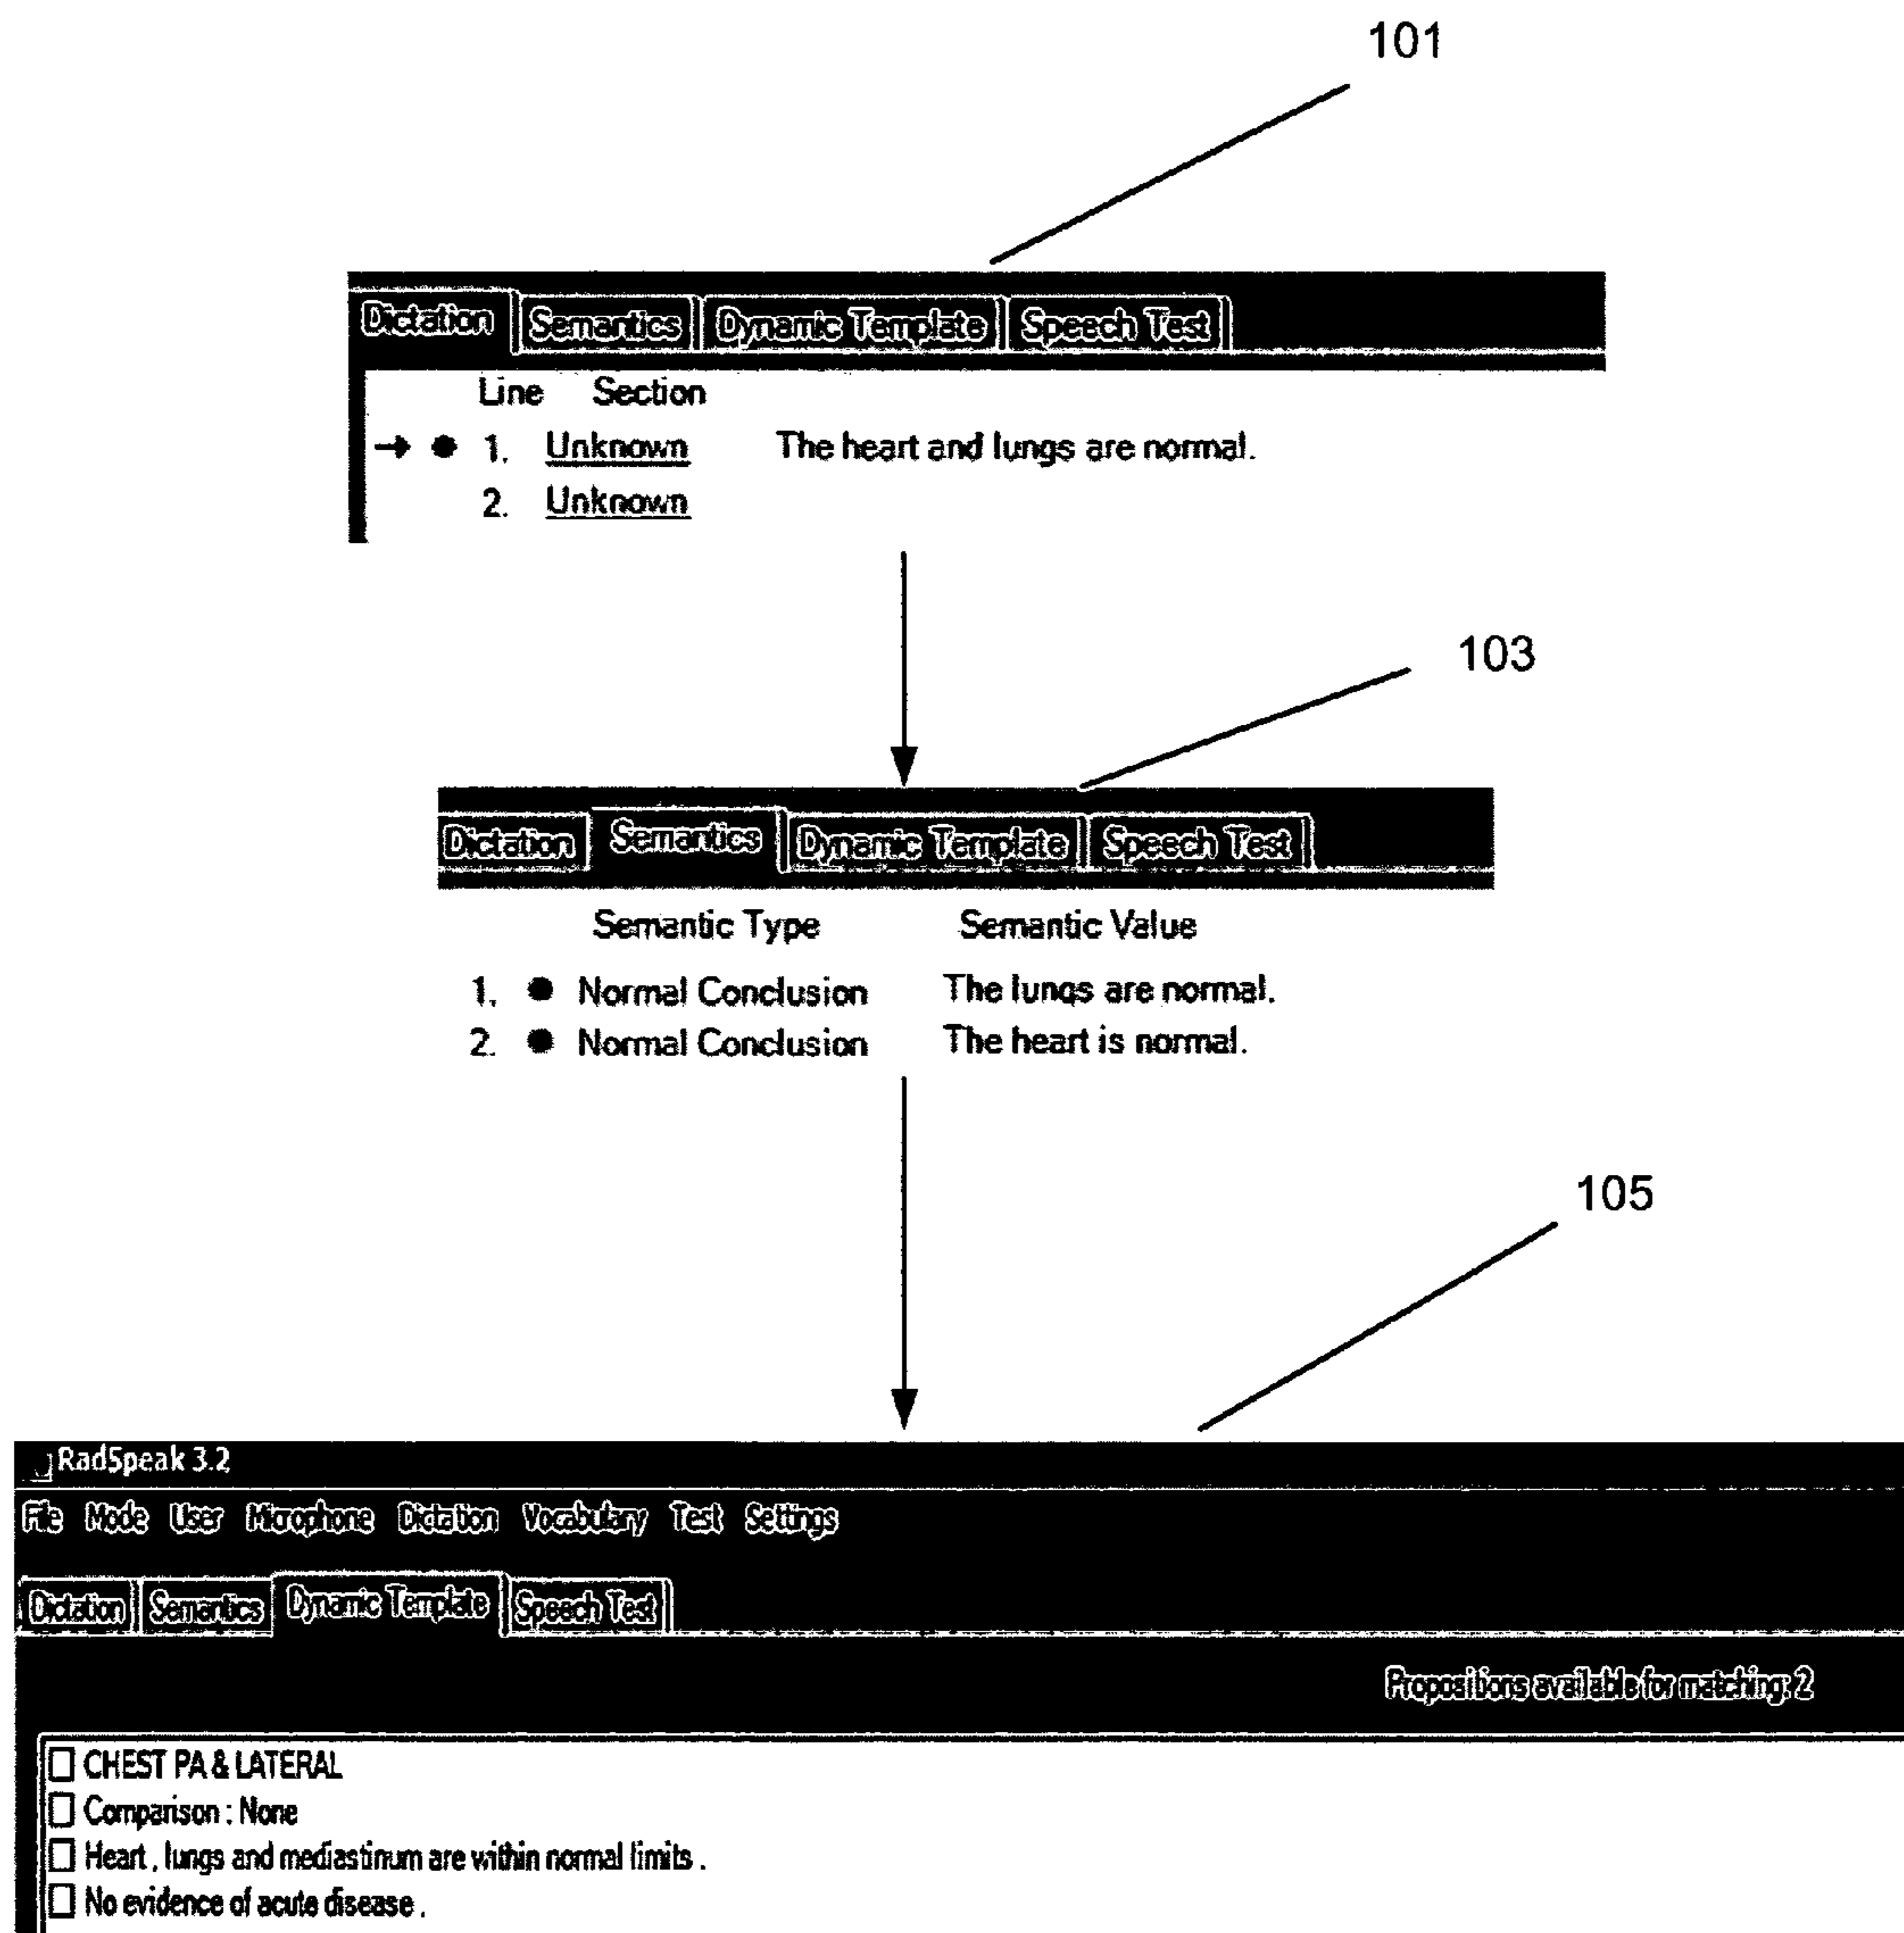 101
Dictation Semantics Dynamic Template Speech Test
Line Section
1. Unknown The heart and lungs are normal.
2. Unknown
103
Dictation Semantics Dynamic Template Speech Test
Semantic Type Semantic Value
1. Normal Conclusion The lungs are normal.
2. Normal Conclusion The heart is normal.
105
RadSpeak 3.2
File Mode User Microphone Dictation Vocabulary Test Settings
Dictation Semantics Dynamic Template Speech Test
Propositions available for matching: 2
CHEST PA & LATERAL
Comparison : None
Heart , lungs and mediastinum are within normal limits .
No evidence of acute disease .